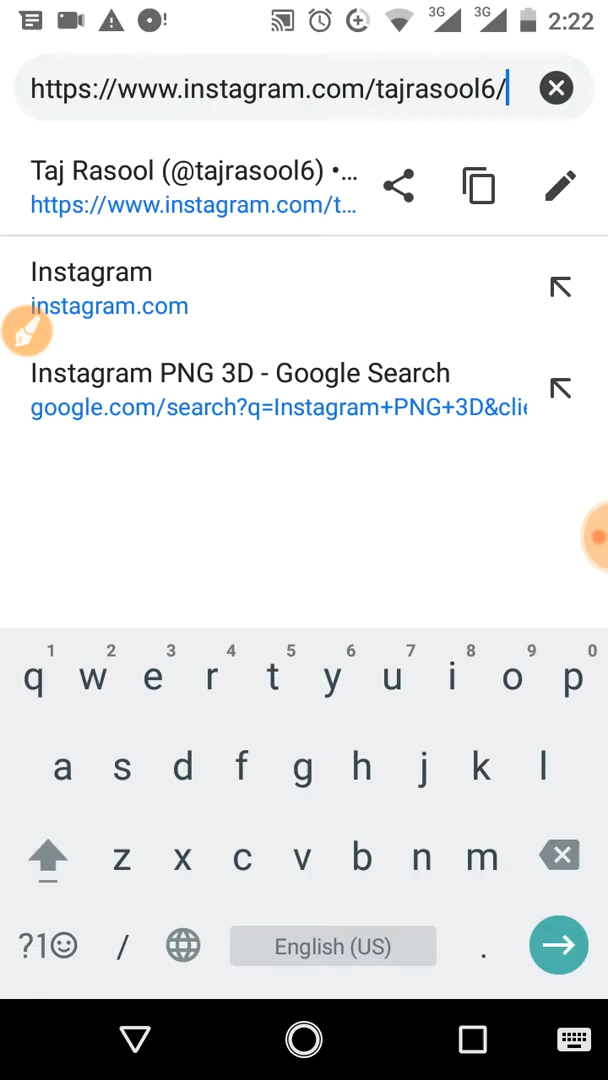 3G 3G 2:22
https://www.instagram.com/tajrasool6/
Taj Rasool (@tajrasool6) •...
https://www.instagram.com/t...
Instagram
instagram.com
Instagram PNG 3D - Google Search
google.com/search?q=Instagram+PNG+3D&clie
1 2 3 4 5 6 7 8 9 0
q w e r t y u i o p
a s d f g h j k l
z x c v b n m
?1☺ / English (US) .